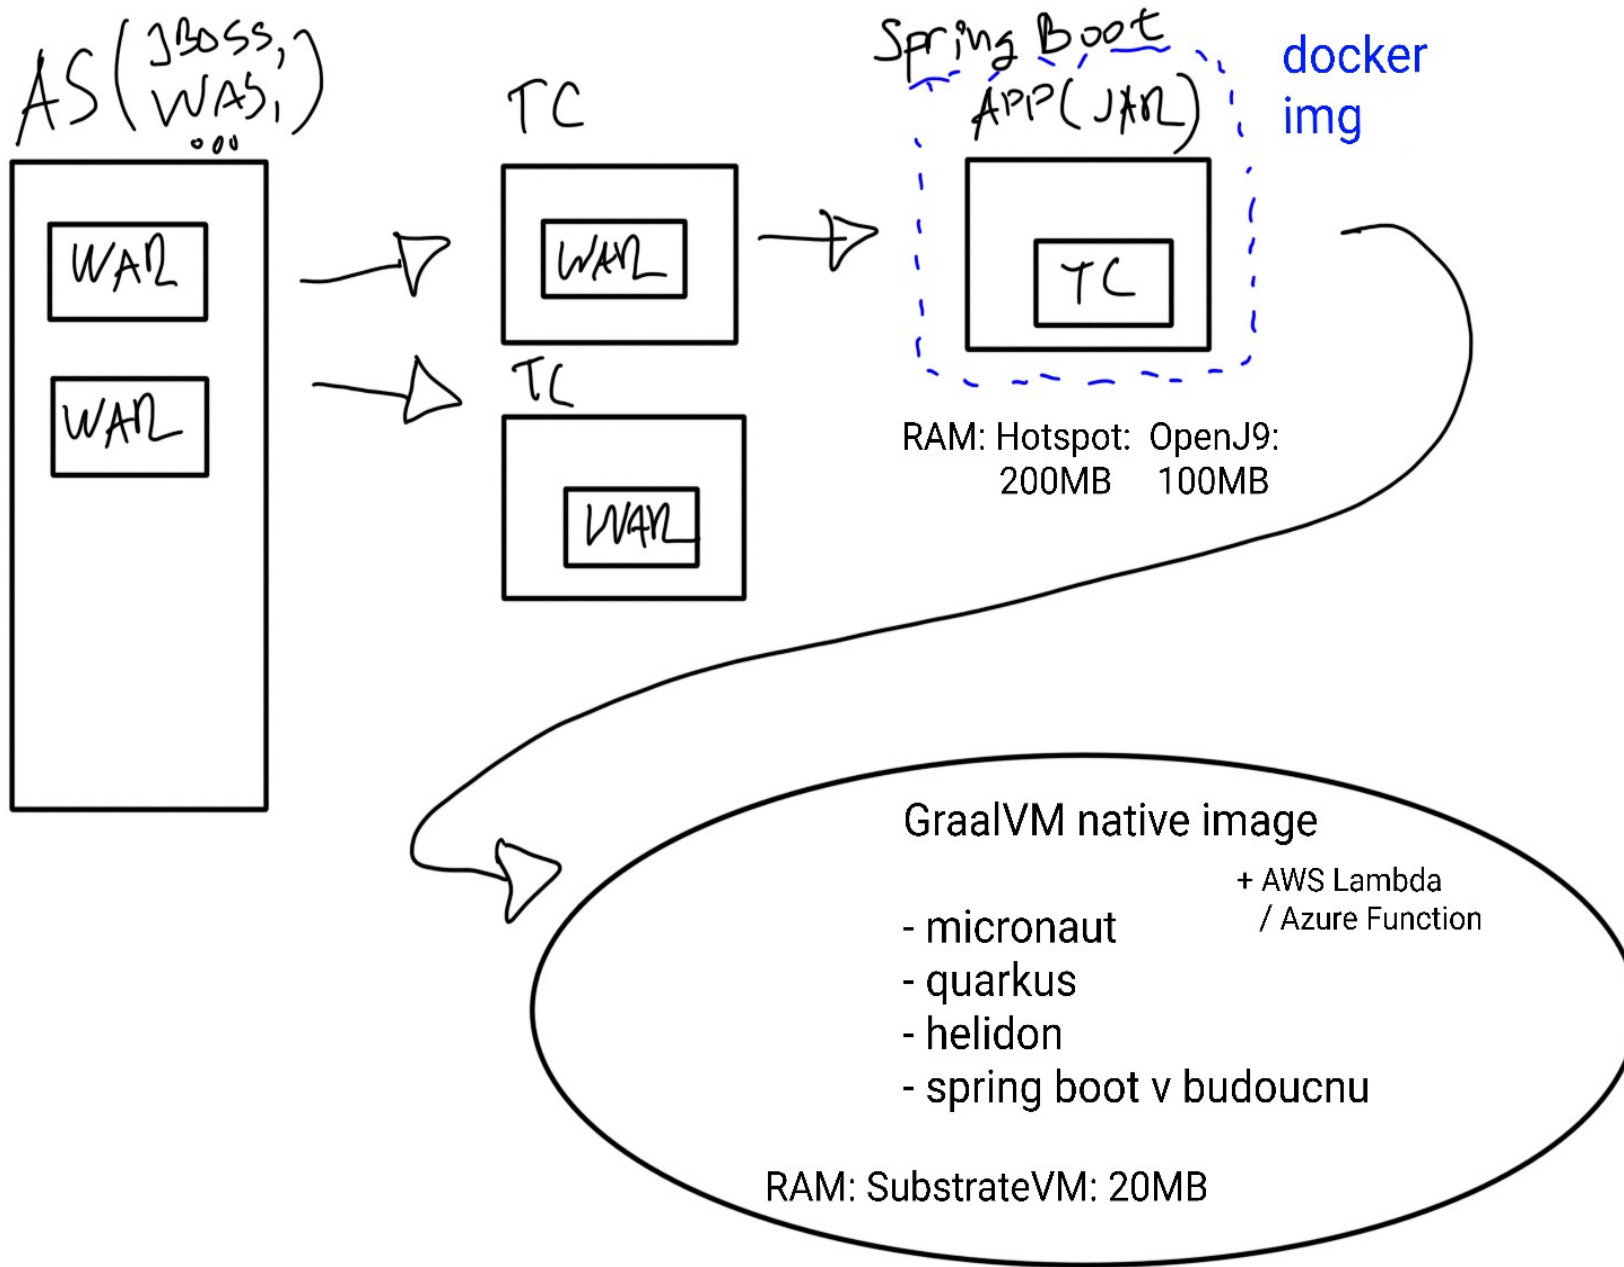 AS (JBOSS,
WAS,
...)
WAR
WAR
TC
WAR
TC
WAR
Spring Boot
APP (JAR)
TC
docker
img
RAM: Hotspot: OpenJ9:
200MB 100MB
GraalVM native image
+ AWS Lambda
/ Azure Function
- micronaut
- quarkus
- helidon
- spring boot v budoucnu
RAM: SubstrateVM: 20MB